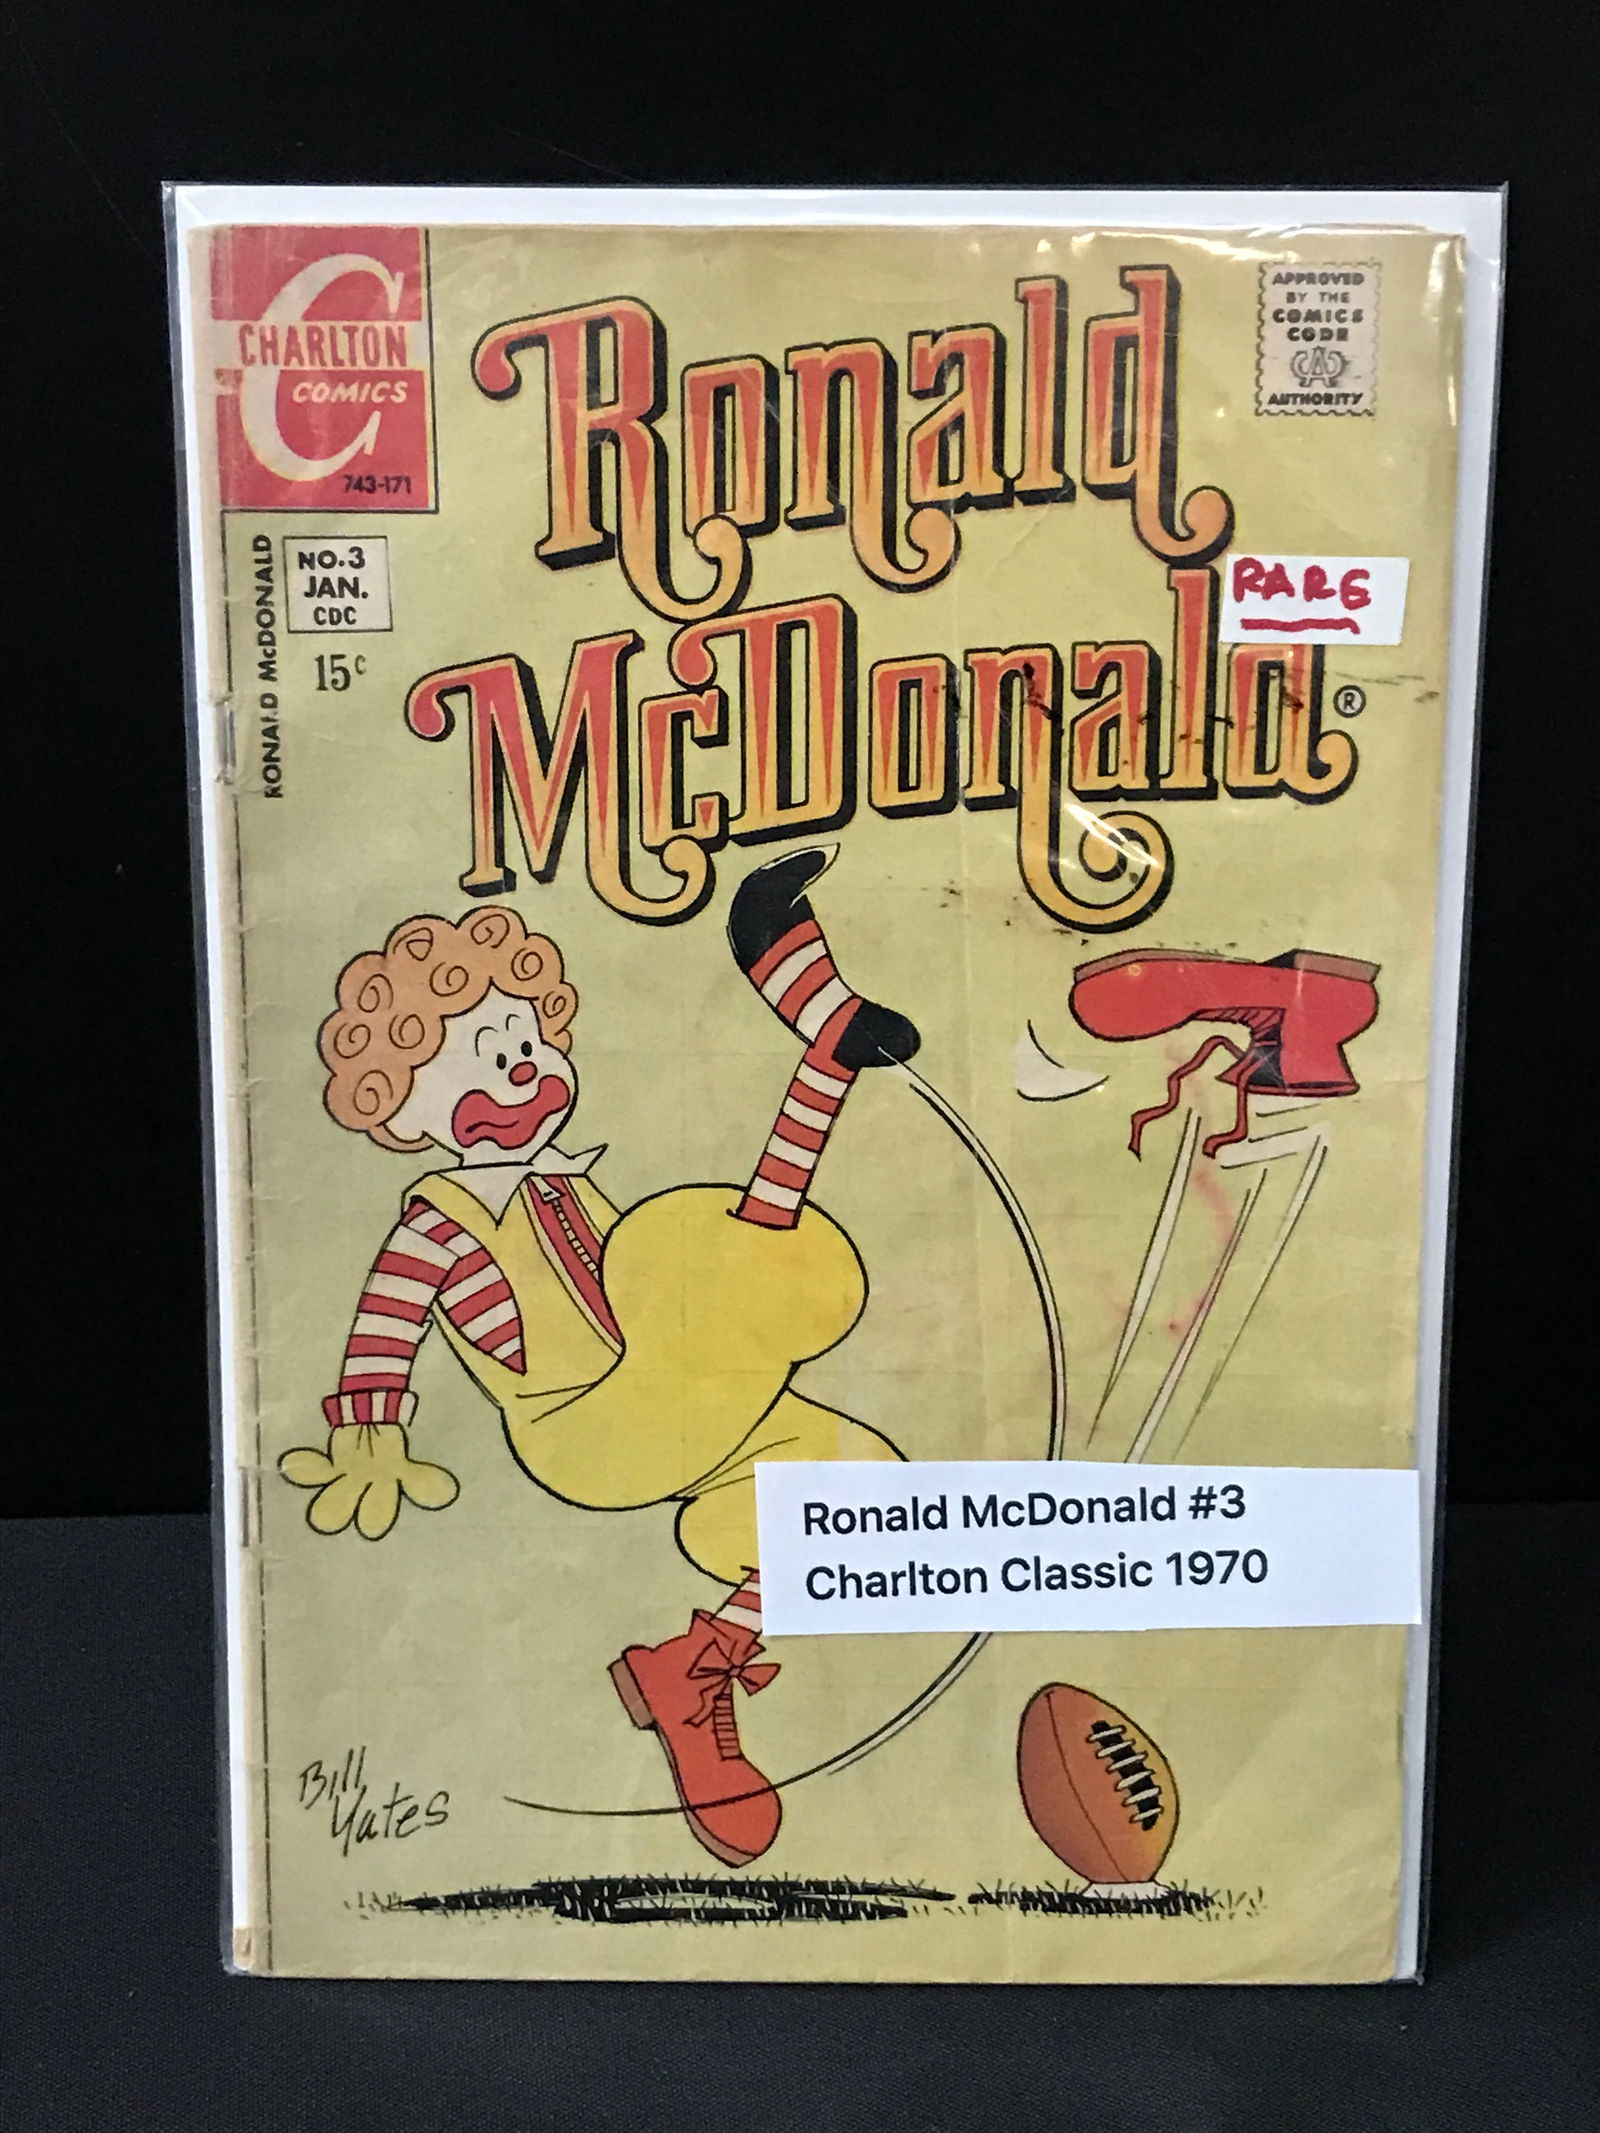 CHARLTON
COMICS
743-171
Ronald
McDonald®
APPROVED
BY THE
COMICS
CODE
CA
AUTHORITY
RARE
RONALD McDONALD
NO.3
JAN.
CDC
15¢
Ronald McDonald #3
Charlton Classic 1970
Bill
Yates